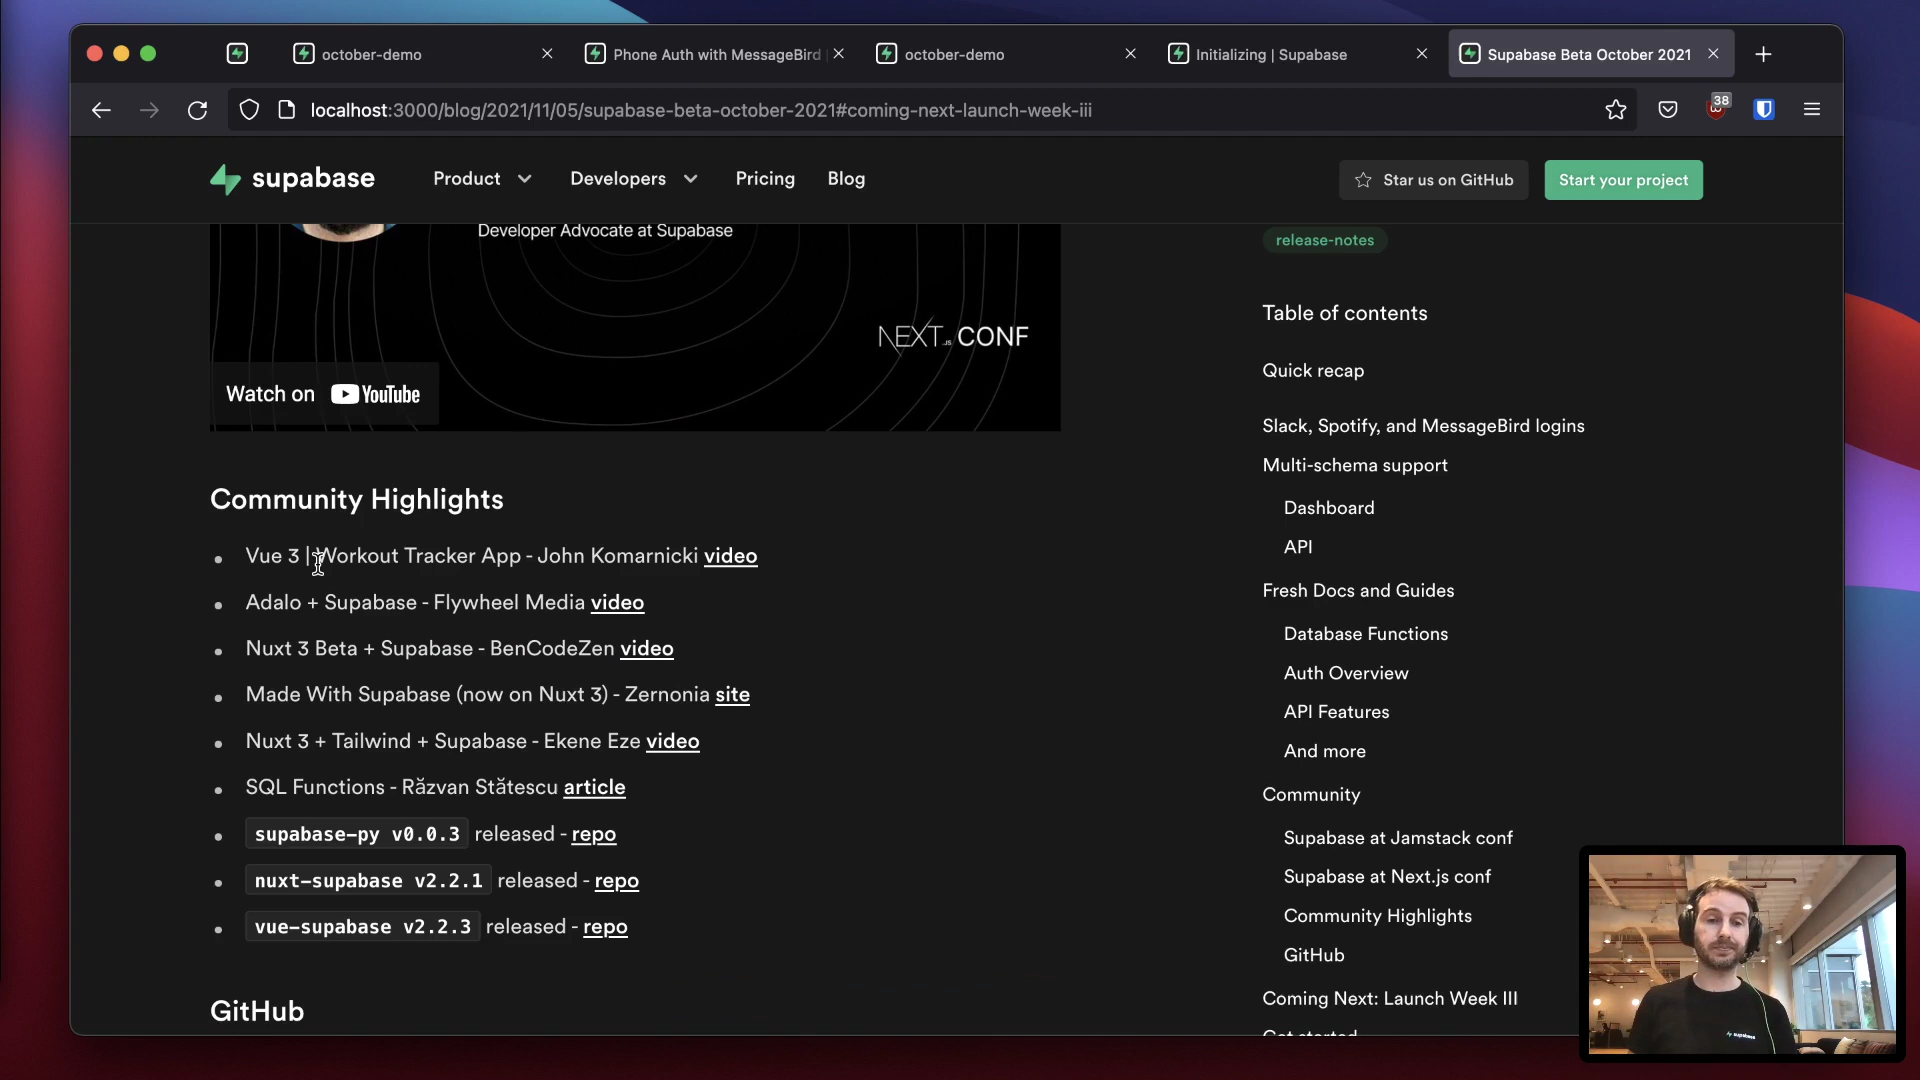 october-demo
Phone Auth with MessageBird
october-demo
Initializing | Supabase
Supabase Beta October 2021
localhost:3000/blog/2021/11/05/supabase-beta-october-2021#coming-next-launch-week-iii
38
supabase
Product
Developers
Pricing
Blog
Star us on GitHub
Start your project
Developer Advocate at Supabase
NEXT.JS CONF
Watch on YouTube
Community Highlights
Vue 3 | Workout Tracker App - John Komarnicki video
Adalo + Supabase - Flywheel Media video
Nuxt 3 Beta + Supabase - BenCodeZen video
Made With Supabase (now on Nuxt 3) - Zernonia site
Nuxt 3 + Tailwind + Supabase - Ekene Eze video
SQL Functions - Răzvan Stătescu article
supabase-py v0.0.3 released - repo
nuxt-supabase v2.2.1 released - repo
vue-supabase v2.2.3 released - repo
GitHub
release-notes
Table of contents
Quick recap
Slack, Spotify, and MessageBird logins
Multi-schema support
Dashboard
API
Fresh Docs and Guides
Database Functions
Auth Overview
API Features
And more
Community
Supabase at Jamstack conf
Supabase at Next.js conf
Community Highlights
GitHub
Coming Next: Launch Week III
Get started
supabase